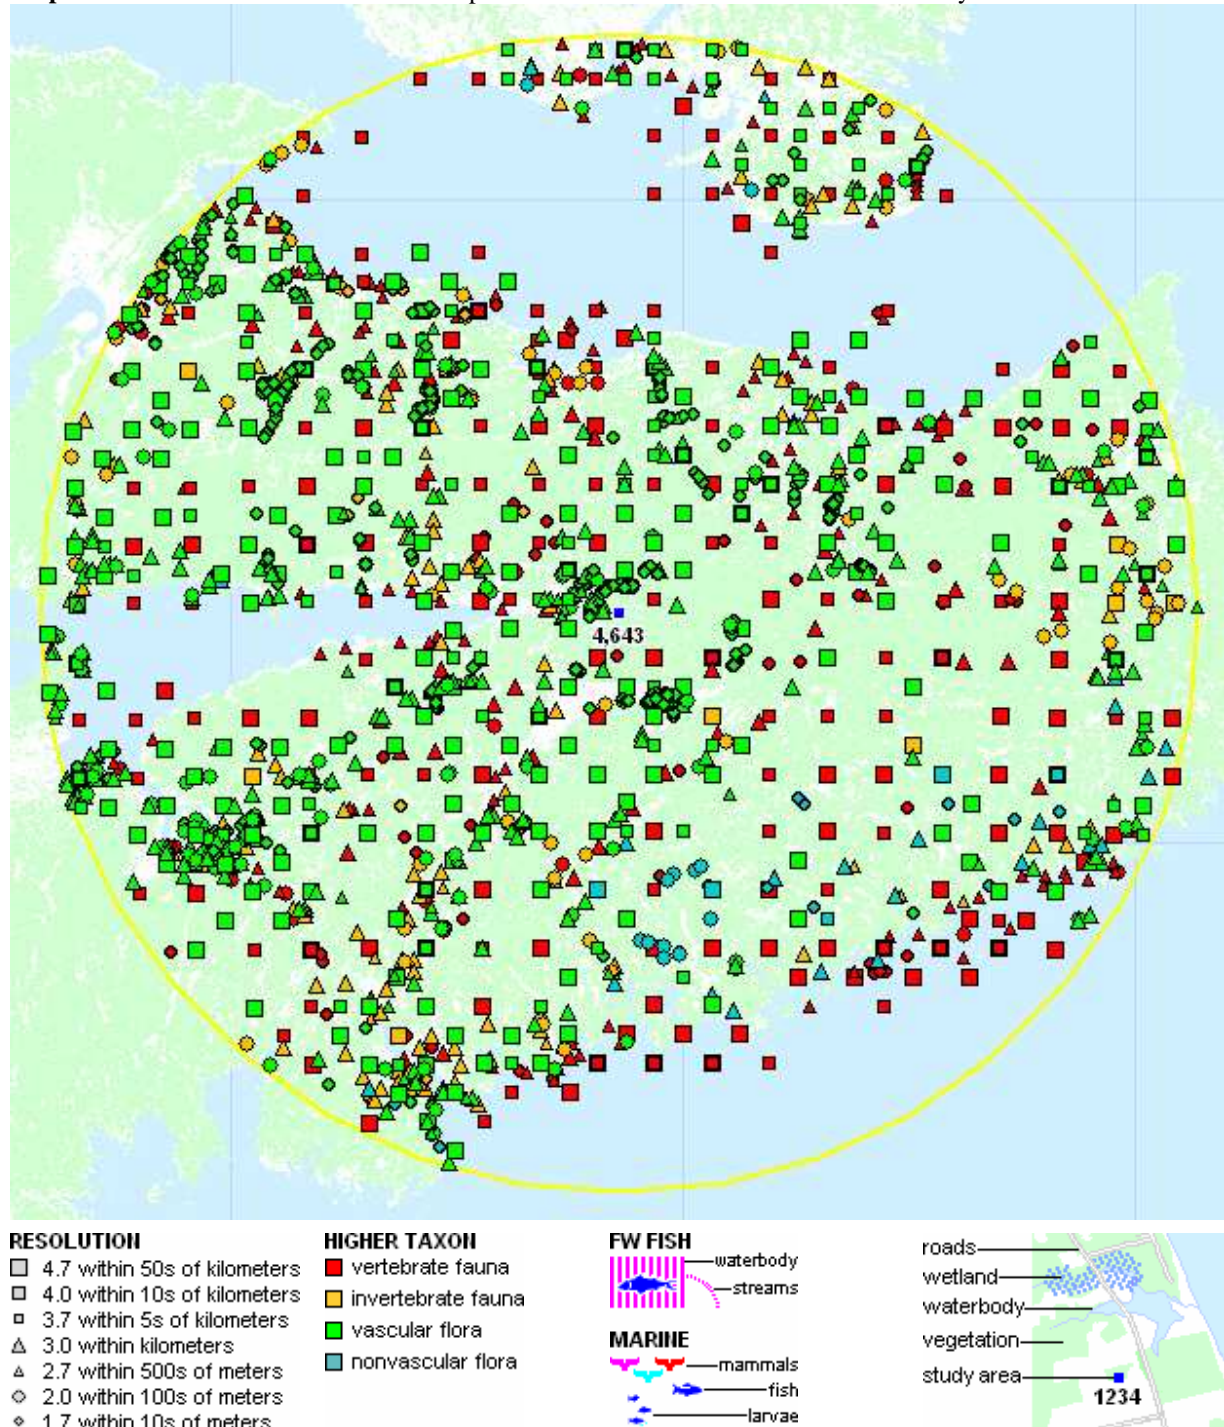 4,643
RESOLUTION
4.7 within 50s of kilometers
4.0 within 10s of kilometers
3.7 within 5s of kilometers
3.0 within kilometers
2.7 within 500s of meters
2.0 within 100s of meters
1.7 within 10s of meters
HIGHER TAXON
vertebrate fauna
invertebrate fauna
vascular flora
nonvascular flora
FW FISH
waterbody
streams
MARINE
mammals
fish
larvae
roads
wetland
waterbody
vegetation
study area
1234